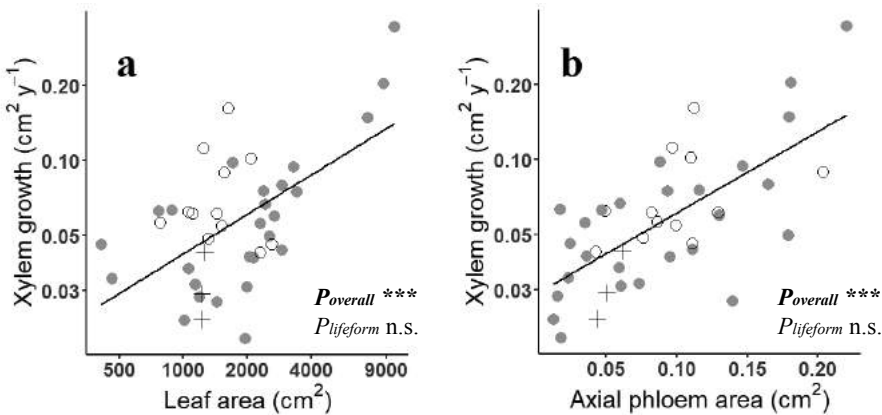 a
Xylem growth (cm² y⁻¹)
0.20
0.10
0.05
0.03
Poverall ***
Plifeform n.s.
500 1000 2000 4000 9000
Leaf area (cm²)
b
Xylem growth (cm² y⁻¹)
0.20
0.10
0.05
0.03
Poverall ***
Plifeform n.s.
0.05 0.10 0.15 0.20
Axial phloem area (cm²)